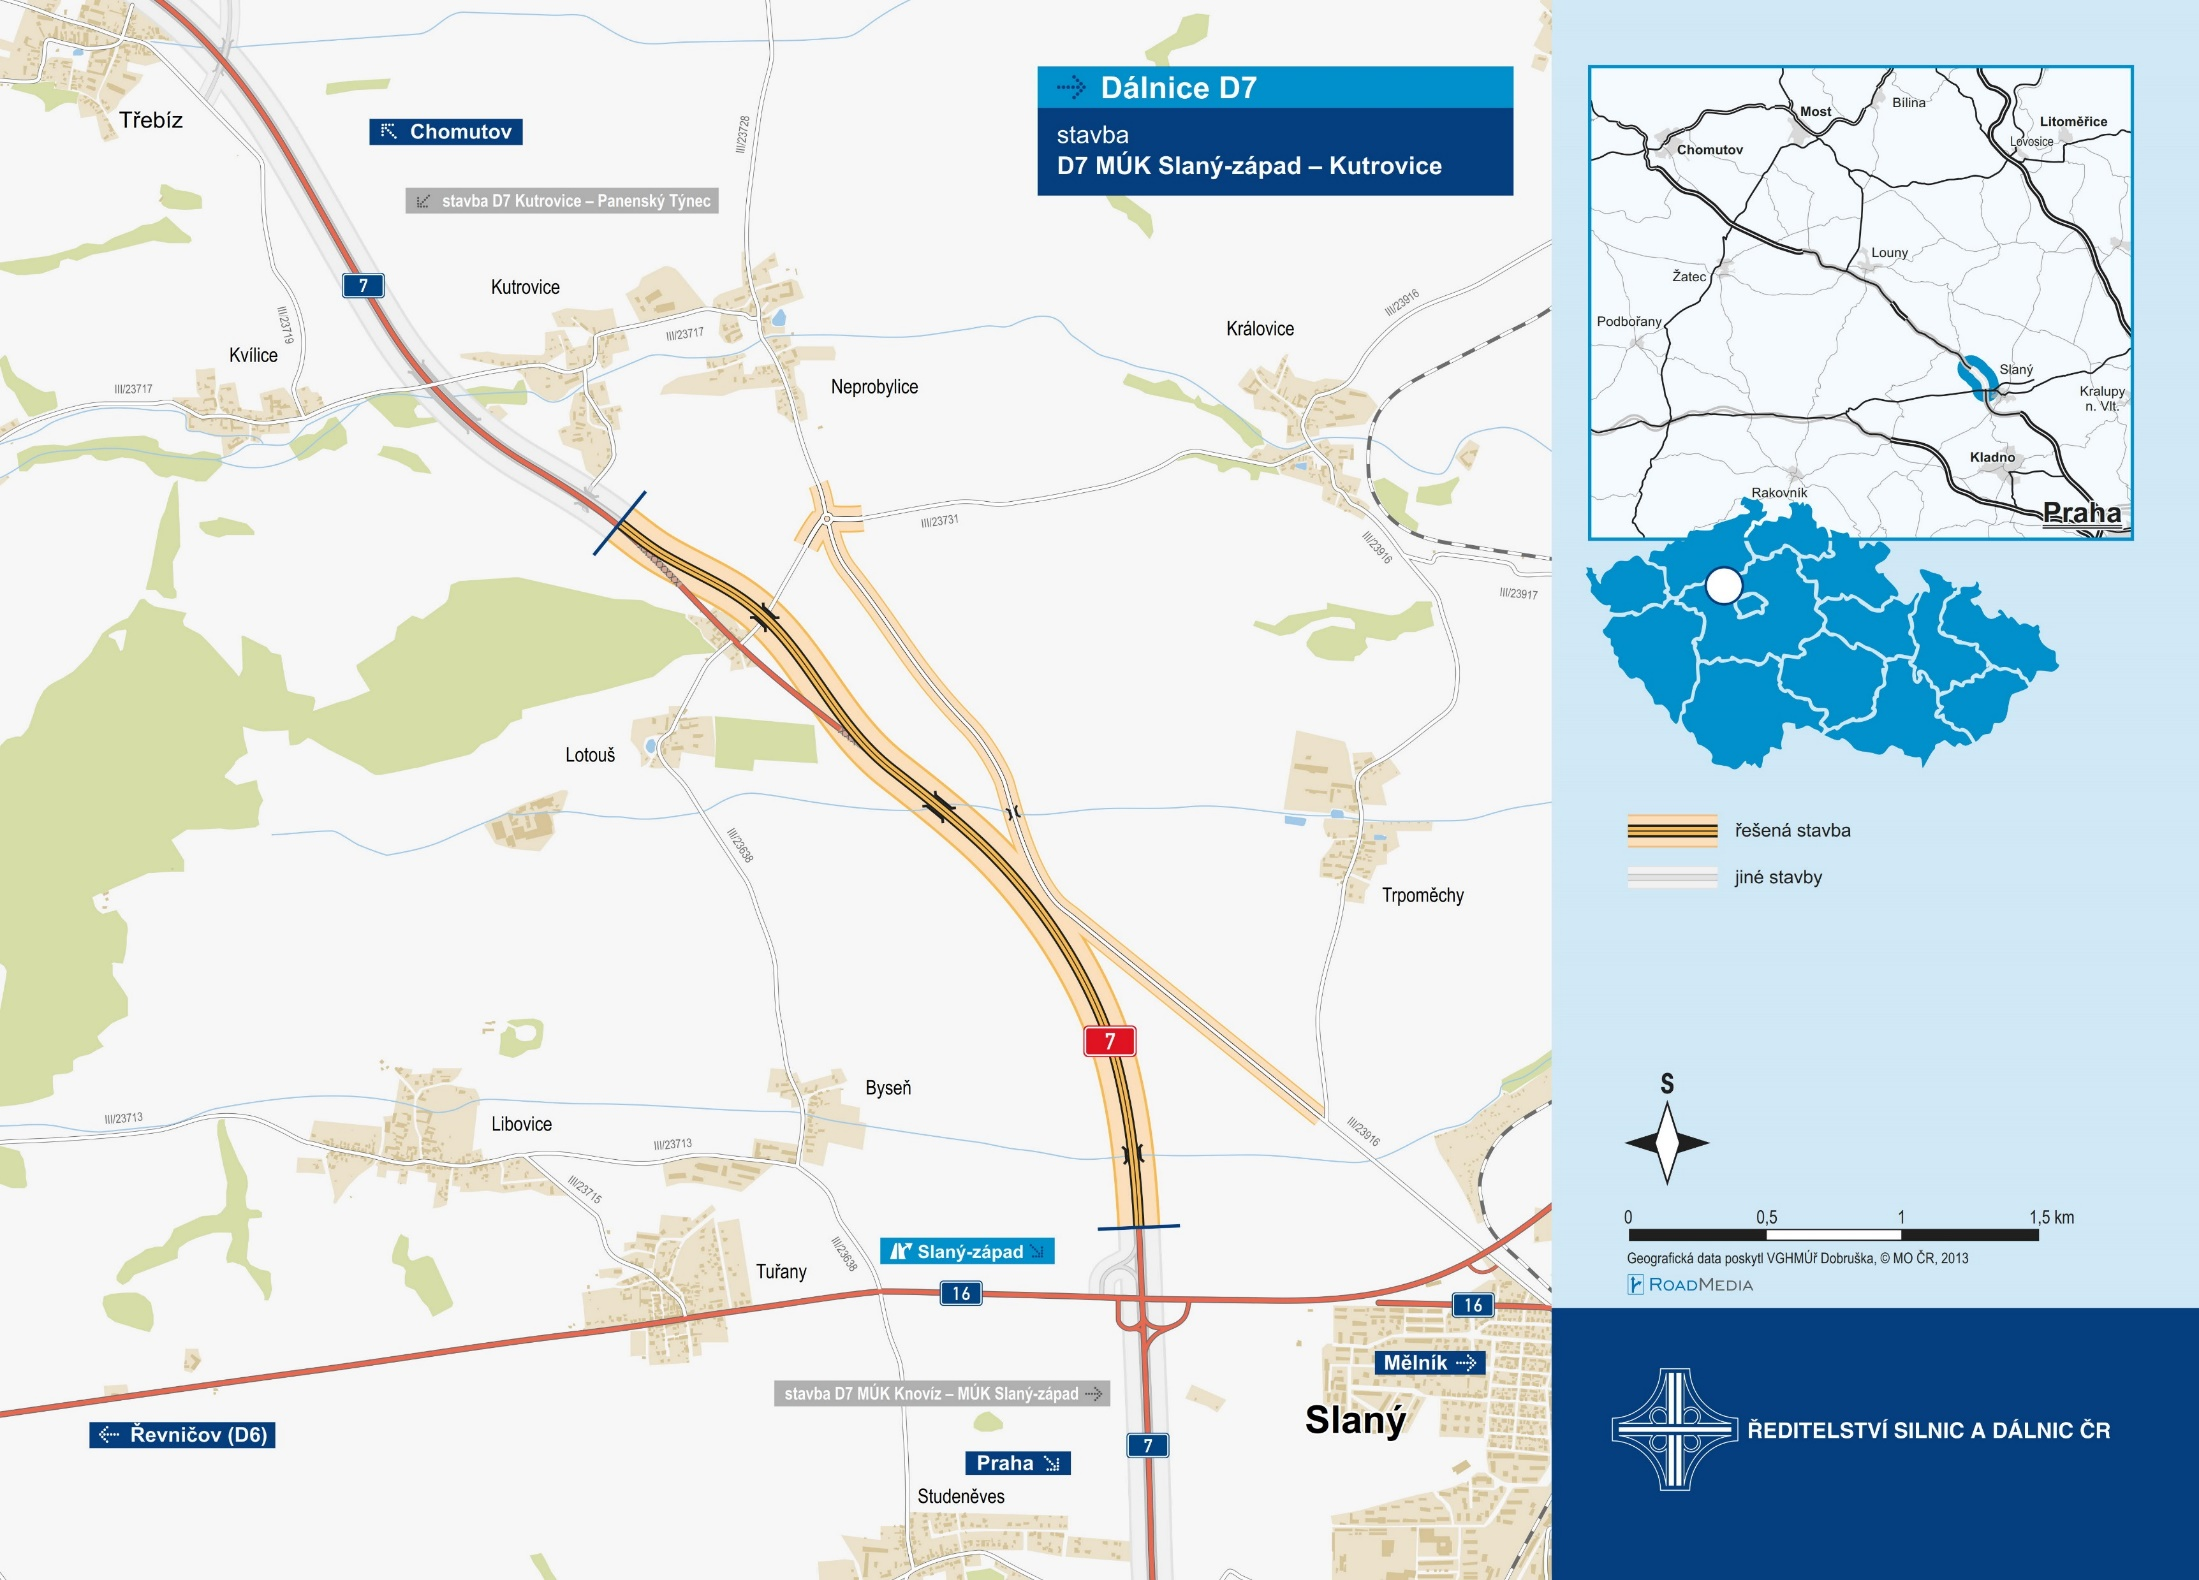 Dálnice D7
stavba
D7 MÚK Slaný-západ – Kutrovice
Třebíz
Chomutov
stavba D7 Kutrovice – Panenský Týnec
III/23728
7
Kutrovice
III/23719
III/23717
Kvílice
III/23717
Neprobylice
Královice
III/23916
III/23731
III/23916
III/23917
Lotouš
III/23638
Trpoměchy
7
Byseň
III/23713
Libovice
III/23713
III/23715
III/23916
III/23638
Slaný-západ
Tuřany
16
16
Mělník
stavba D7 MÚK Knovíz – MÚK Slaný-západ
Slaný
Řevničov (D6)
7
Praha
Studeněves
Most
Bílina
Litoměřice
Lovosice
Chomutov
Louny
Žatec
Podbořany
Slaný
Kralupy
n. Vlt.
Kladno
Rakovník
Praha
řešená stavba
jiné stavby
S
0 0,5 1 1,5 km
Geografická data poskytl VGHMÚř Dobruška, © MO ČR, 2013
ROADMEDIA
ŘEDITELSTVÍ SILNIC A DÁLNIC ČR